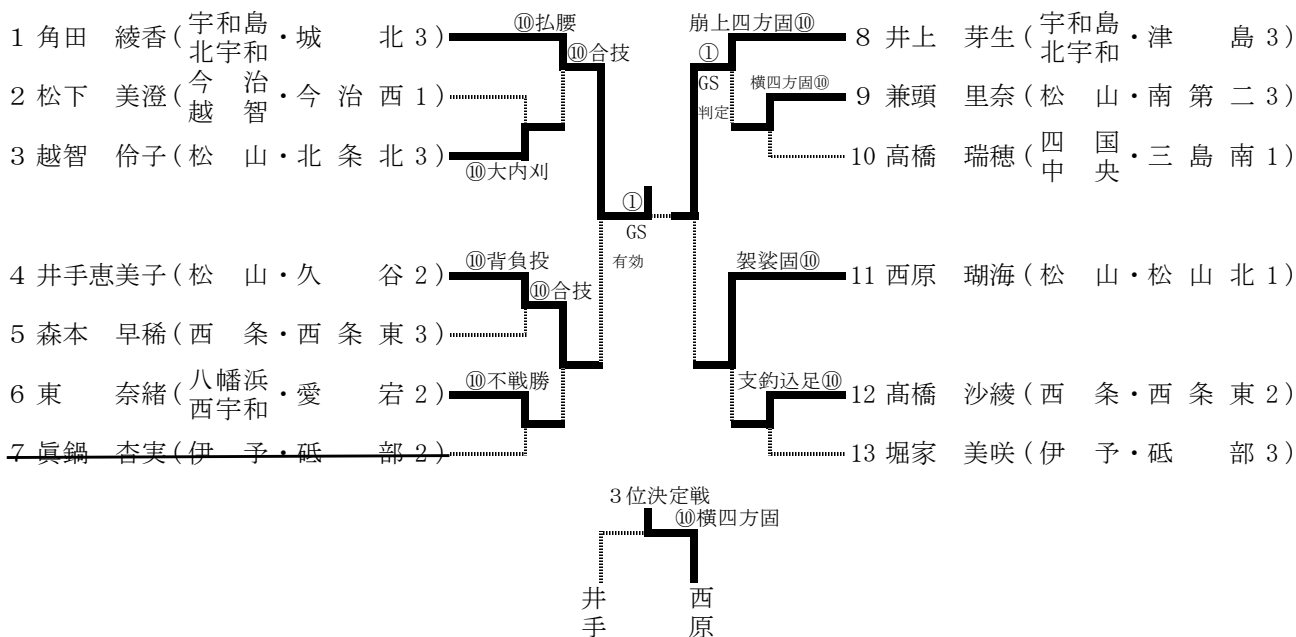 1 角田 綾香(宇和島北宇和・城 北 3)
2 松下 美澄(今治越智・今 治 西 1)
3 越智 伶子(松 山・北 条 北 3)
⑩払腰
⑩合技
⑩大内刈
4 井手恵美子(松 山・久 谷 2)
5 森本 早稀(西 条・西 条 東 3)
6 東 奈緒(八幡浜西宇和・愛 宕 2)
7 眞鍋 杏実(伊 予・砥 部 2)
⑩背負投
⑩合技
⑩不戦勝
①
GS
有効
崩上四方固⑩
①
GS
判定
横四方固⑩
8 井上 芽生(宇和島北宇和・津 島 3)
9 兼頭 里奈(松 山・南 第 二 3)
10 高橋 瑞穂(四国中央・三 島 南 1)
袈裟固⑩
支釣込足⑩
11 西原 瑚海(松 山・松 山 北 1)
12 髙橋 沙綾(西 条・西 条 東 2)
13 堀家 美咲(伊 予・砥 部 3)
3位決定戦
⑩横四方固
井手
西原